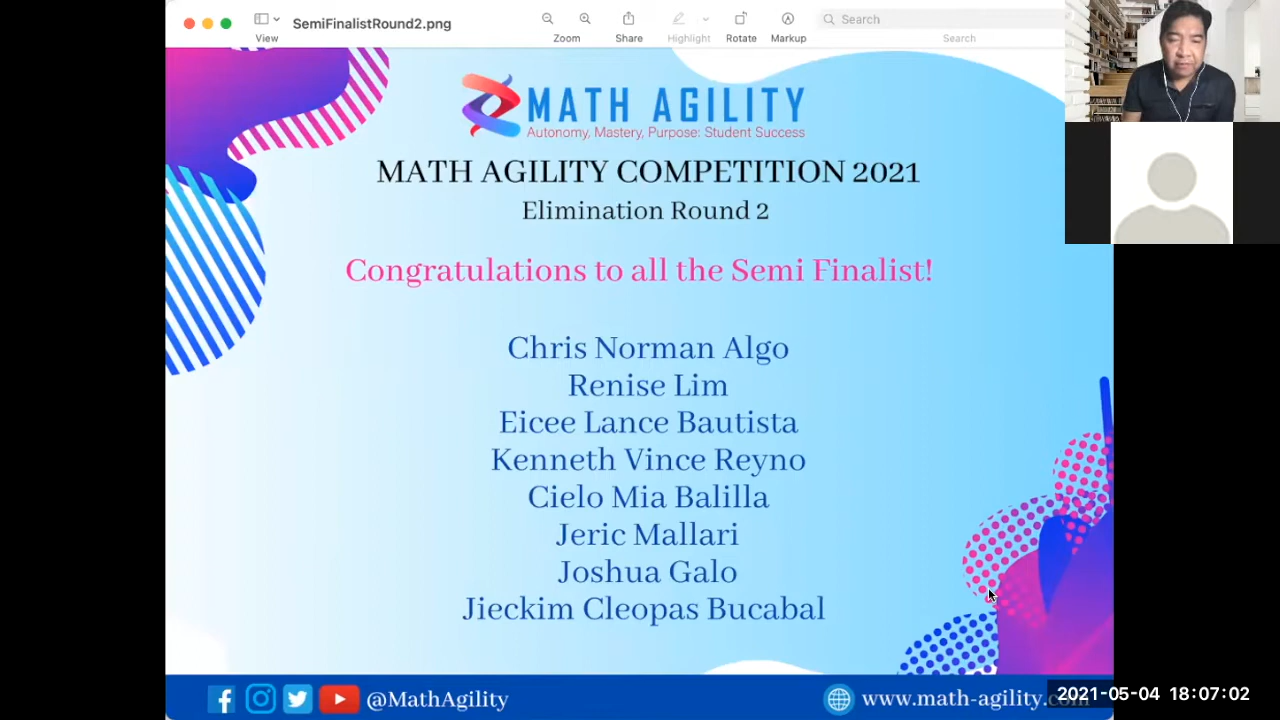 SemiFinalistRound2.png
View
Zoom
Share
Highlight
Rotate
Markup
Search
Search
MATH AGILITY
Autonomy, Mastery, Purpose: Student Success
MATH AGILITY COMPETITION 2021
Elimination Round 2
Congratulations to all the Semi Finalist!
Chris Norman Algo
Renise Lim
Eicee Lance Bautista
Kenneth Vince Reyno
Cielo Mia Balilla
Jeric Mallari
Joshua Galo
Jieckim Cleopas Bucabal
@MathAgility
www.math-agility.com
2021-05-04 18:07:02